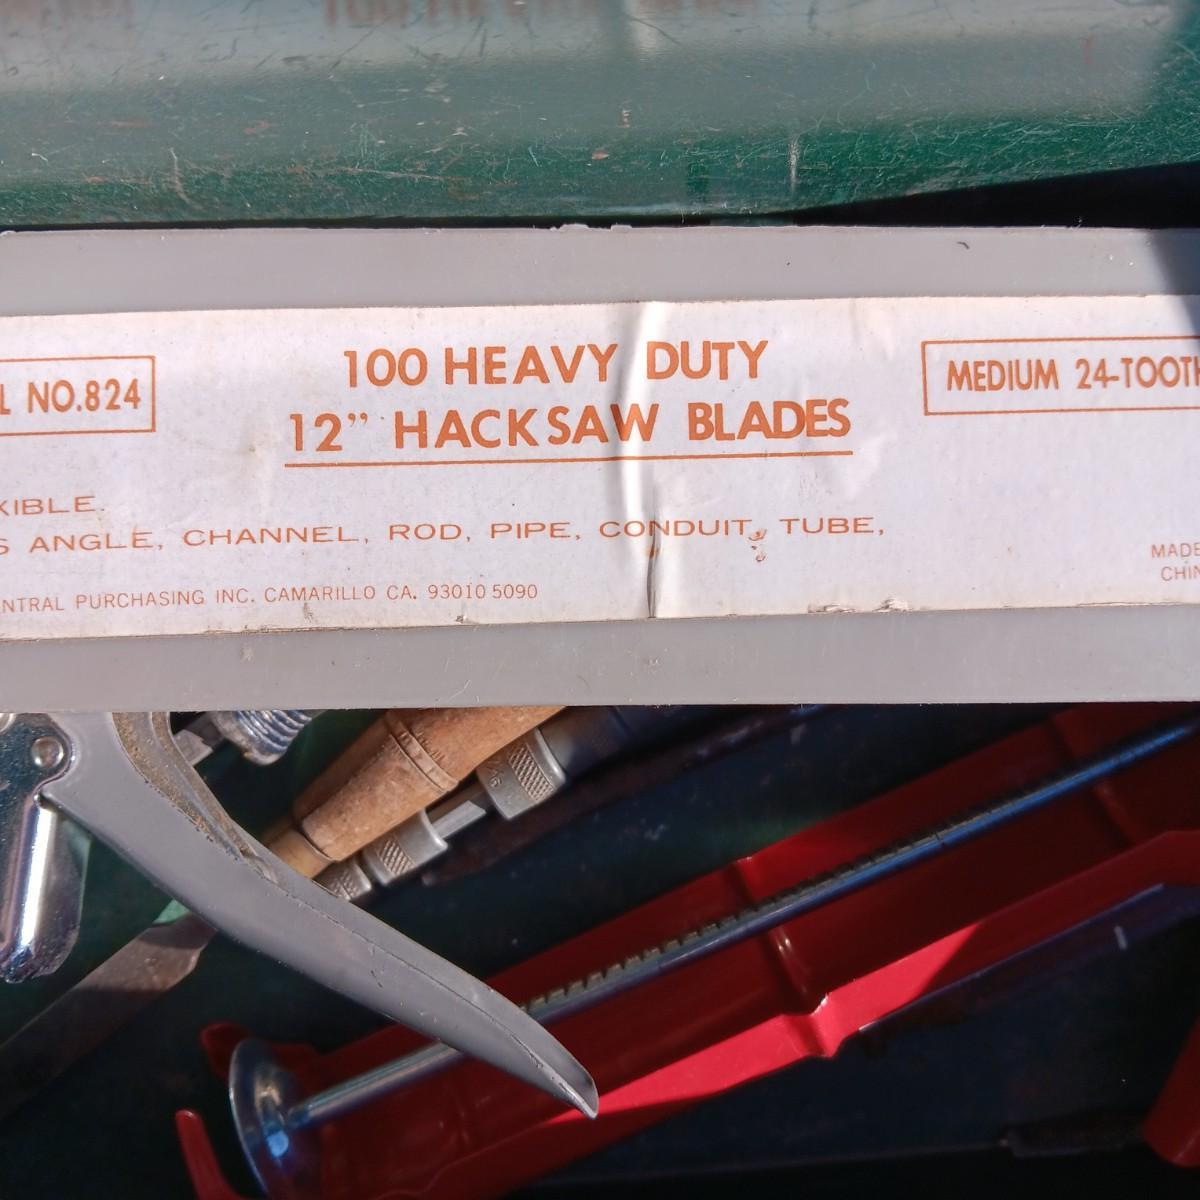 L NO.824
100 HEAVY DUTY
12” HACKSAW BLADES
MEDIUM 24-TOOTH
XIBLE.
S ANGLE, CHANNEL, ROD, PIPE, CONDUIT, TUBE,
MADE
CHIN
NTRAL PURCHASING INC. CAMARILLO CA. 93010 5090